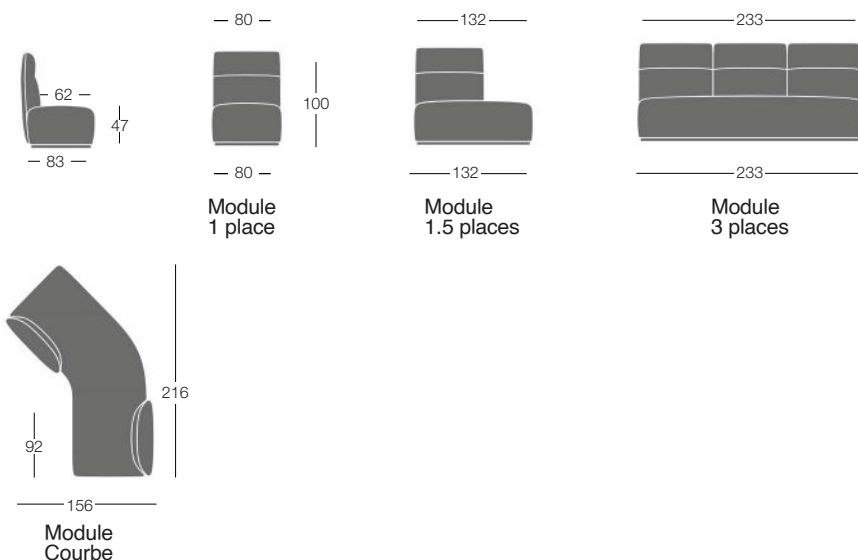 80
132
233
62
100
47
83
80
132
233
Module
1 place
Module
1.5 places
Module
3 places
216
92
156
Module
Courbe